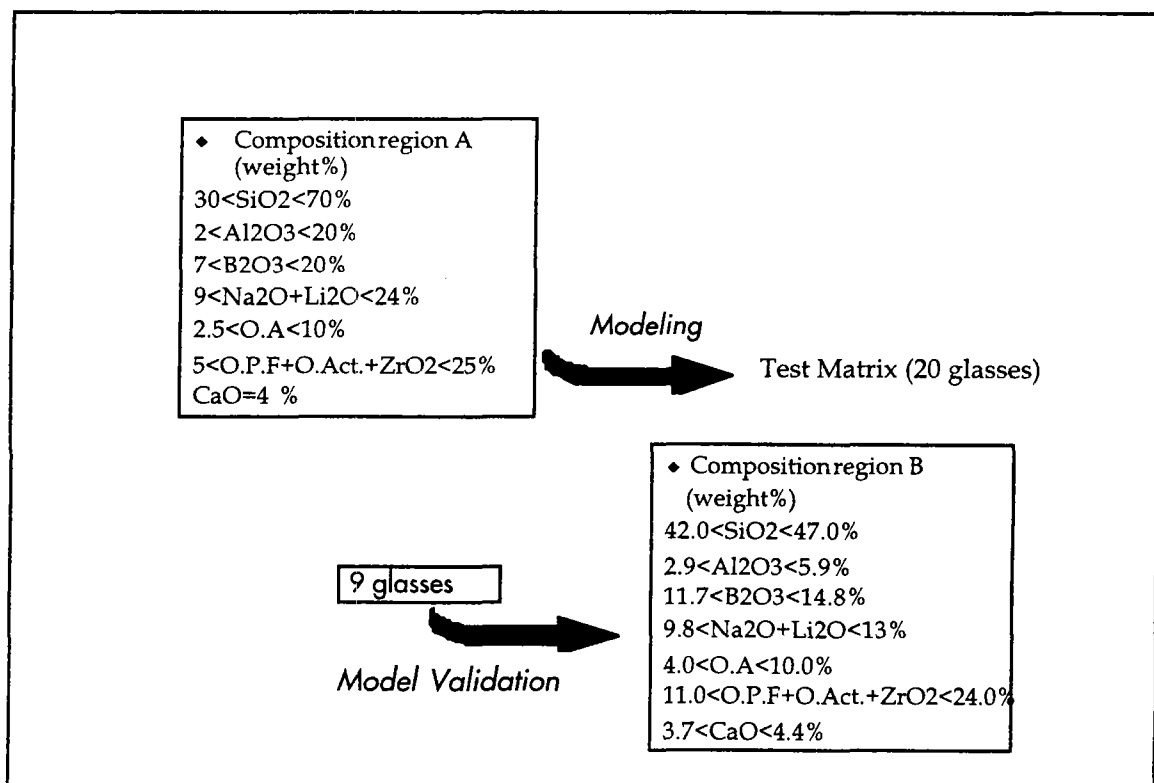 ◆ Composition region A
(weight%)
30<SiO2<70%
2<Al2O3<20%
7<B2O3<20%
9<Na2O+Li2O<24%
2.5<O.A<10%
5<O.P.F+O.Act.+ZrO2<25%
CaO=4 %
Modeling
Test Matrix (20 glasses)
◆ Composition region B
(weight%)
42.0<SiO2<47.0%
2.9<Al2O3<5.9%
11.7<B2O3<14.8%
9.8<Na2O+Li2O<13%
4.0<O.A<10.0%
11.0<O.P.F+O.Act.+ZrO2<24.0%
3.7<CaO<4.4%
9 glasses
Model Validation